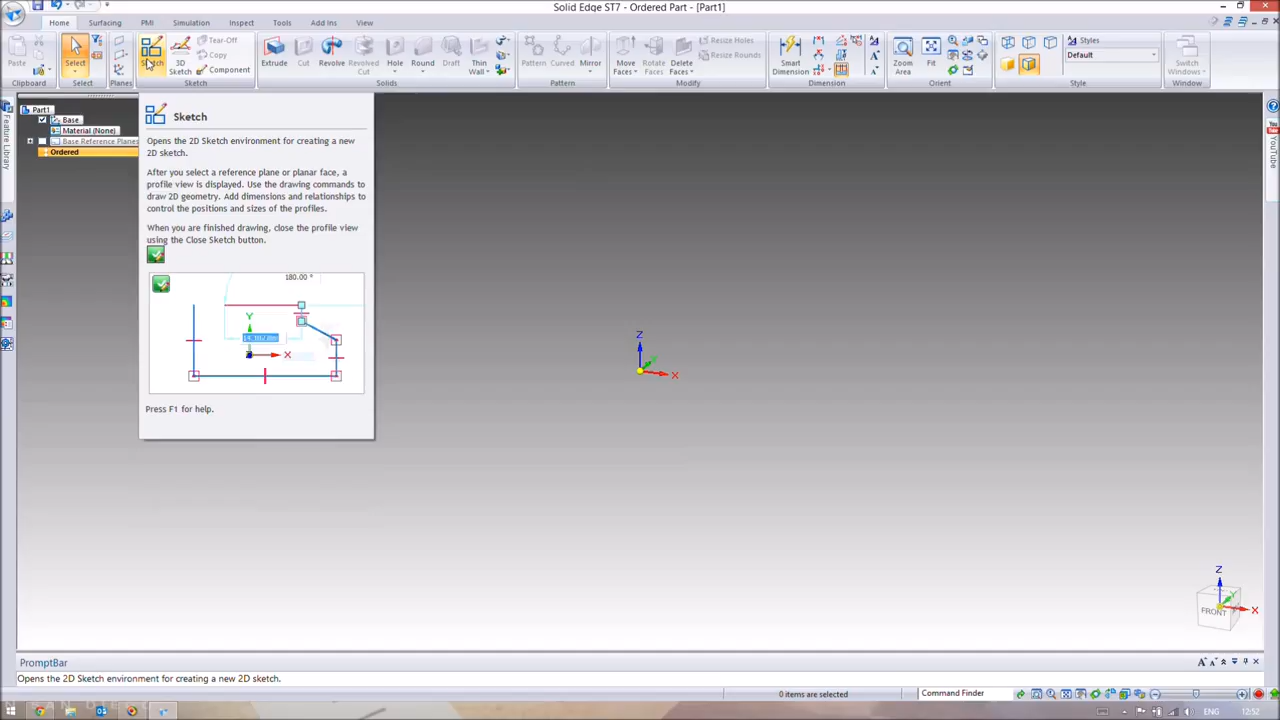 Solid Edge ST7 - Ordered Part - [Part1]
Home Surfacing PMI Simulation Inspect Tools Add Ins View
Paste
Clipboard
Select
Select
Planes
Sketch
3D Sketch
Tear-Off
Copy
Component
Sketch
Extrude
Cut
Revolve
Revolved Cut
Hole
Round
Draft
Thin Wall
Solids
Pattern
Curved
Mirror
Pattern
Move Faces
Rotate Faces
Delete Faces
Resize Holes
Resize Rounds
Modify
Smart Dimension
Dimension
Zoom Area
Fit
Orient
Styles
Default
Style
Switch Windows
Window
Part1
Base
Material (None)
Base Reference Planes
Ordered
Feature Library
YouTube
Sketch
Opens the 2D Sketch environment for creating a new
2D sketch.
After you select a reference plane or planar face, a
profile view is displayed. Use the drawing commands to
draw 2D geometry. Add dimensions and relationships to
control the positions and sizes of the profiles.
When you are finished drawing, close the profile view
using the Close Sketch button.
180.00 °
Y
X
Press F1 for help.
Z
Y
X
Z
Y
X
FRONT
PromptBar
Opens the 2D Sketch environment for creating a new 2D sketch.
0 items are selected
Command Finder
ENG
12:52